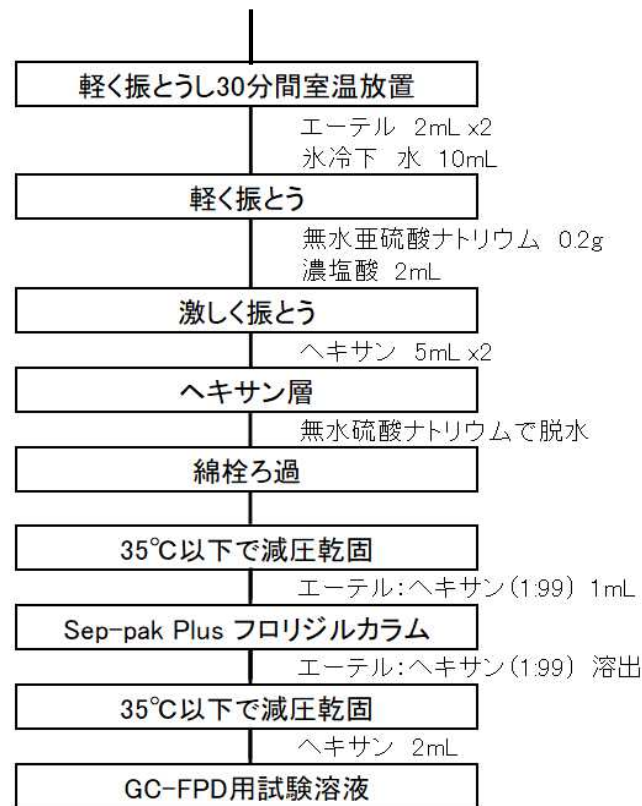 軽く振とうし30分間室温放置
エーテル 2mL x2
氷冷下 水 10mL
軽く振とう
無水亜硫酸ナトリウム 0.2g
濃塩酸 2mL
激しく振とう
ヘキサン 5mL x2
ヘキサン層
無水硫酸ナトリウムで脱水
綿栓ろ過
35℃以下で減圧乾固
エーテル:ヘキサン(1:99) 1mL
Sep-pak Plus フロリジルカラム
エーテル:ヘキサン(1:99) 溶出
35℃以下で減圧乾固
ヘキサン 2mL
GC-FPD用試験溶液